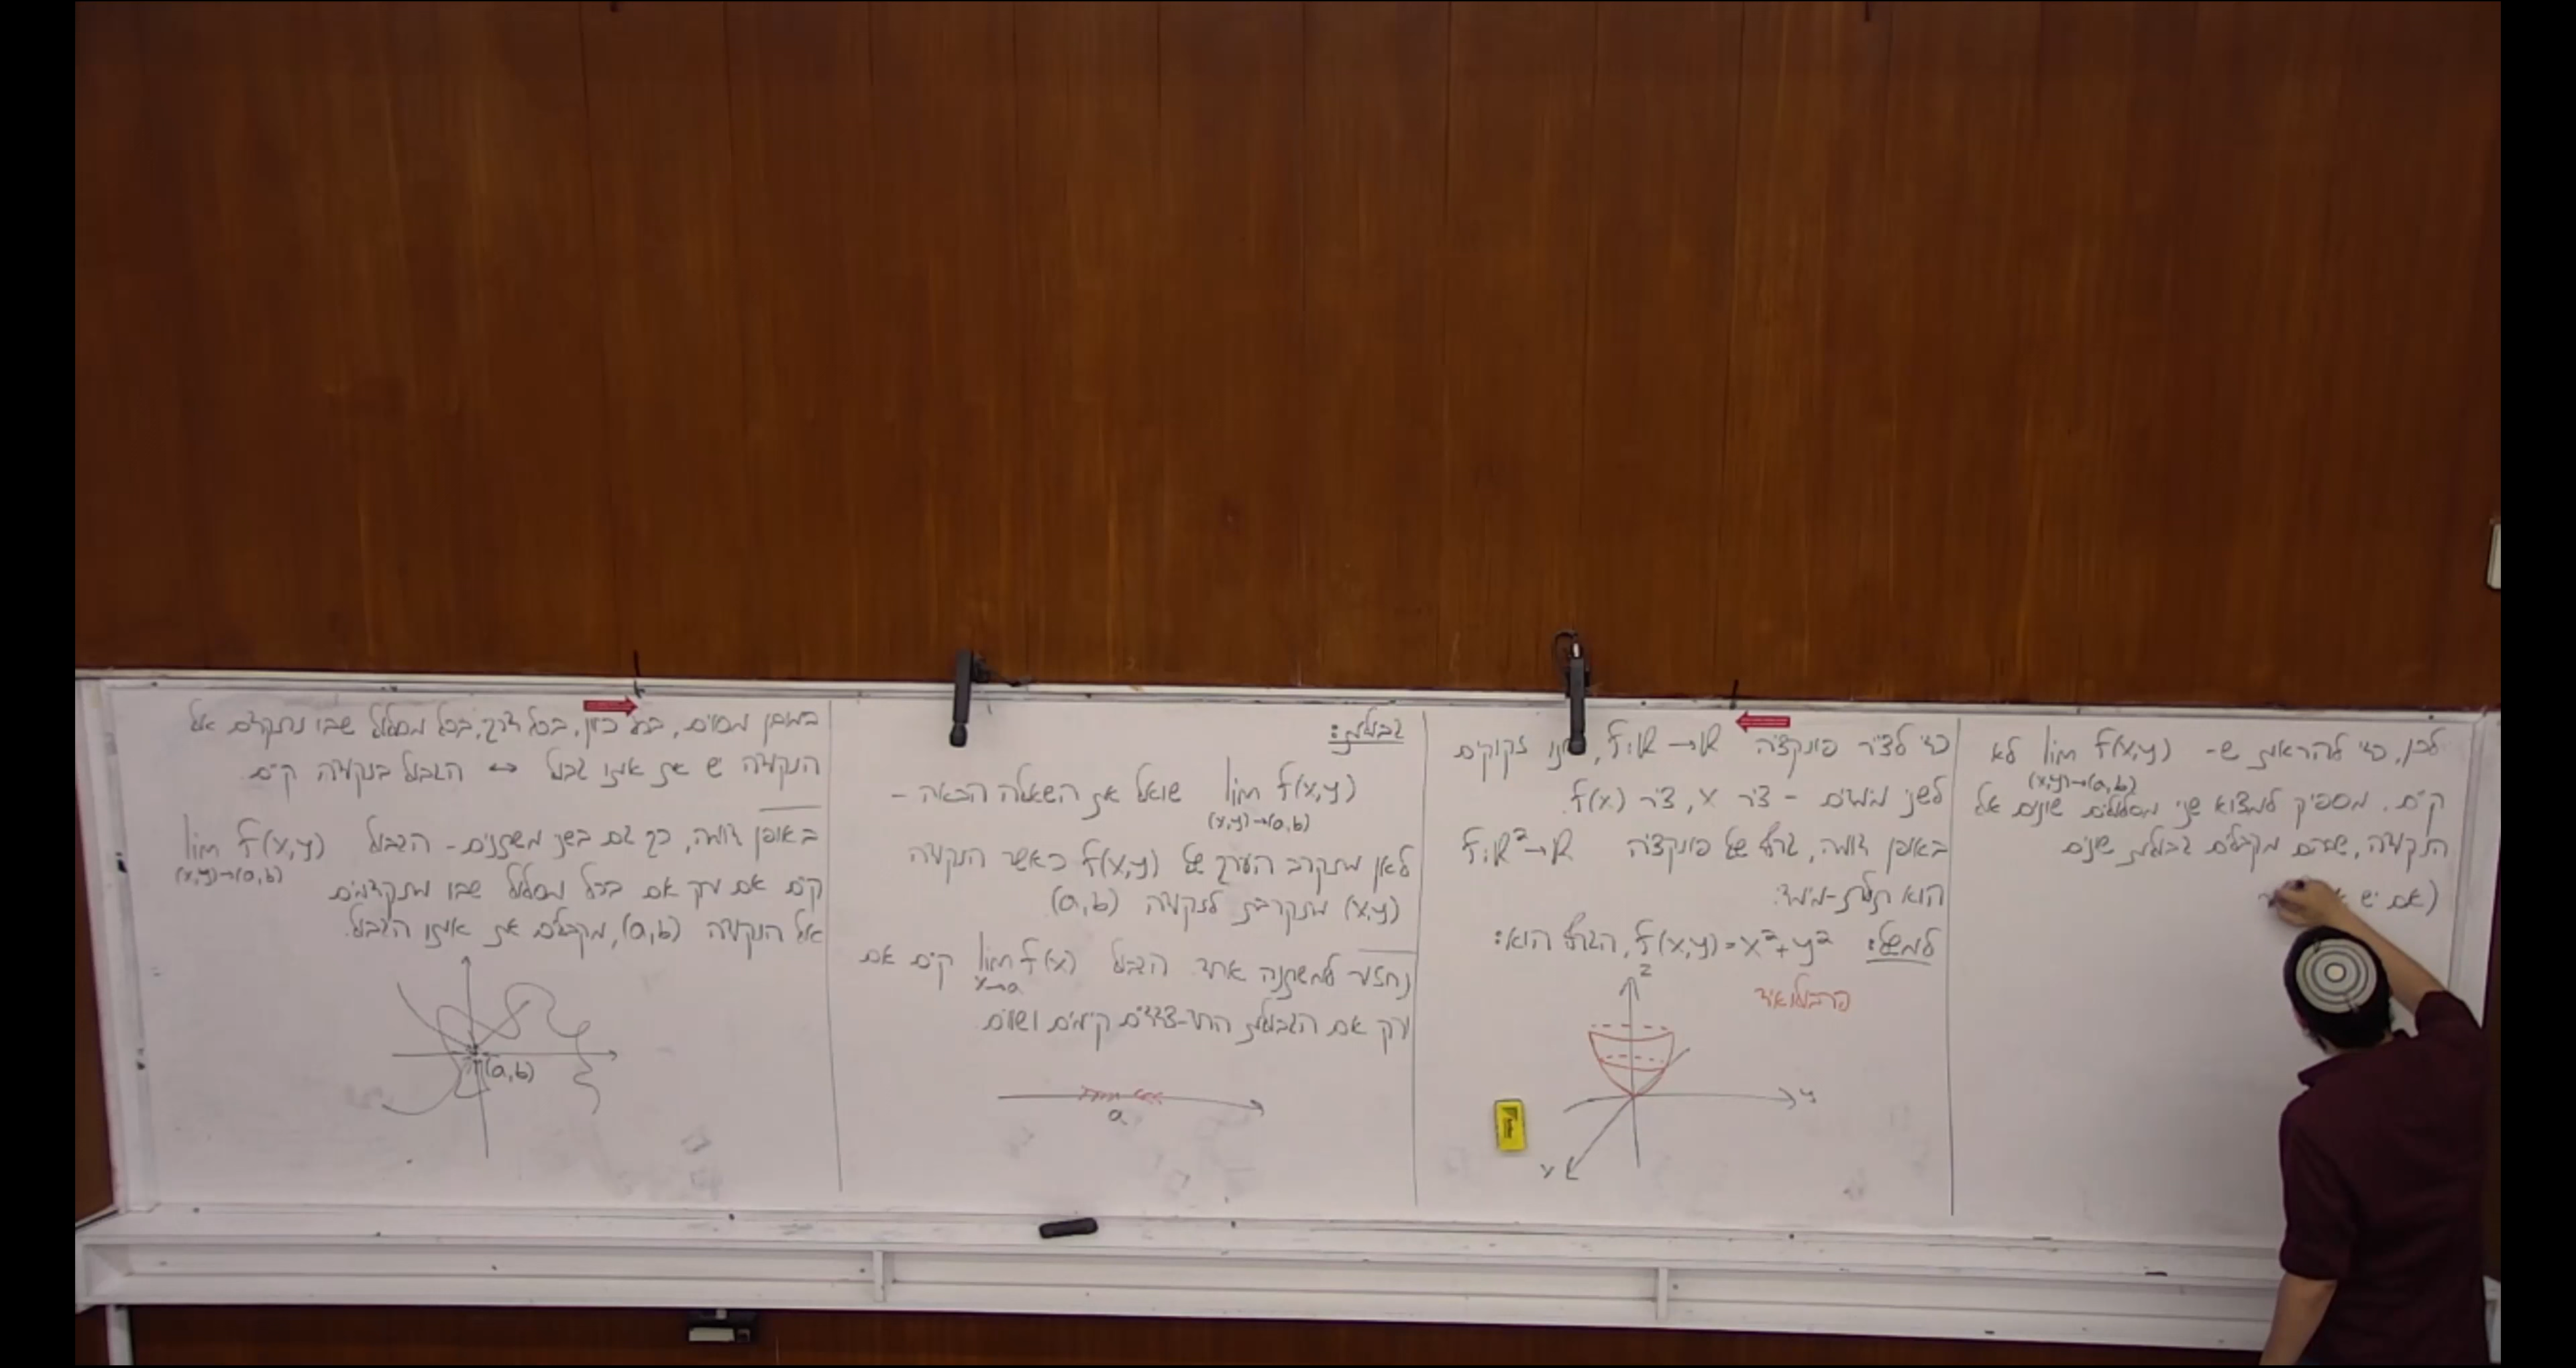 לכן, כדי להראות ש- lim f(x,y) לא
(x,y)→(a,b)
קיים. מספיק למצוא שני מסלולים שונים אל
הנקודה, שבהם מקבלים גבולות שונים
(אם יש
כדי לצייר פונקציה f:ℝ→ℝ, זקוקים
לשני מימדים - ציר x, ציר f(x).
באופן דומה, גרף של פונקציה f:ℝ²→ℝ
הוא תלת-מימד.
למשל: f(x,y)=x²+y², הגרף הוא:
פרבולואיד
z
y
x
גבולות:
lim f(x,y) שואל את השאלה הבאה -
(x,y)→(a,b)
לאן מתקרב הערך של f(x,y) כאשר הנקודה
(x,y) מתקרבת לנקודה (a,b).
נחזור למשתנה אחד. הגבול lim f(x) קיים אם
x→a
ורק אם הגבולות החד-צדדיים קיימים ושווים.
a
במובן מסוים, בכל כיוון, בכל דרך, בכל מסלול שבו נתקדם אל
הנקודה יש את אותו גבול ↔ הגבול בנקודה קיים.
באופן דומה, כך גם בשני משתנים - הגבול lim f(x,y)
(x,y)→(a,b)
קיים אם ורק אם בכל מסלול שבו מתקדמים
אל הנקודה (a,b), מקבלים את אותו הגבול.
(a,b)